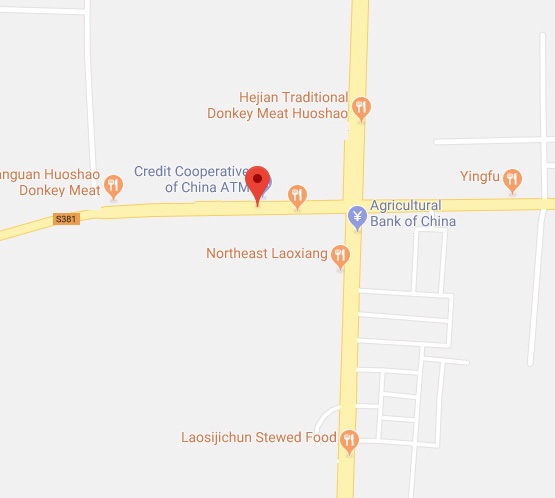 Hejian Traditional
Donkey Meat Huoshao
Credit Cooperative
of China ATM
anguan Huoshao
Donkey Meat
Yingfu
S381
Agricultural
Bank of China
Northeast Laoxiang
Laosijichun Stewed Food